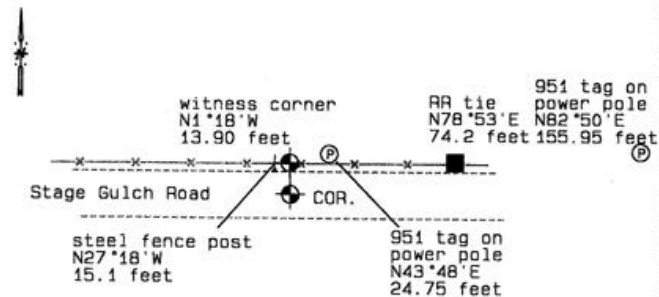 951 tag on
power pole
N82°50'E
155.95 feet
witness corner
N1°18'W
13.90 feet
RR tie
N78°53'E
74.2 feet
P
P
Stage Gulch Road
COR.
steel fence post
N27°18'W
15.1 feet
951 tag on
power pole
N43°48'E
24.75 feet